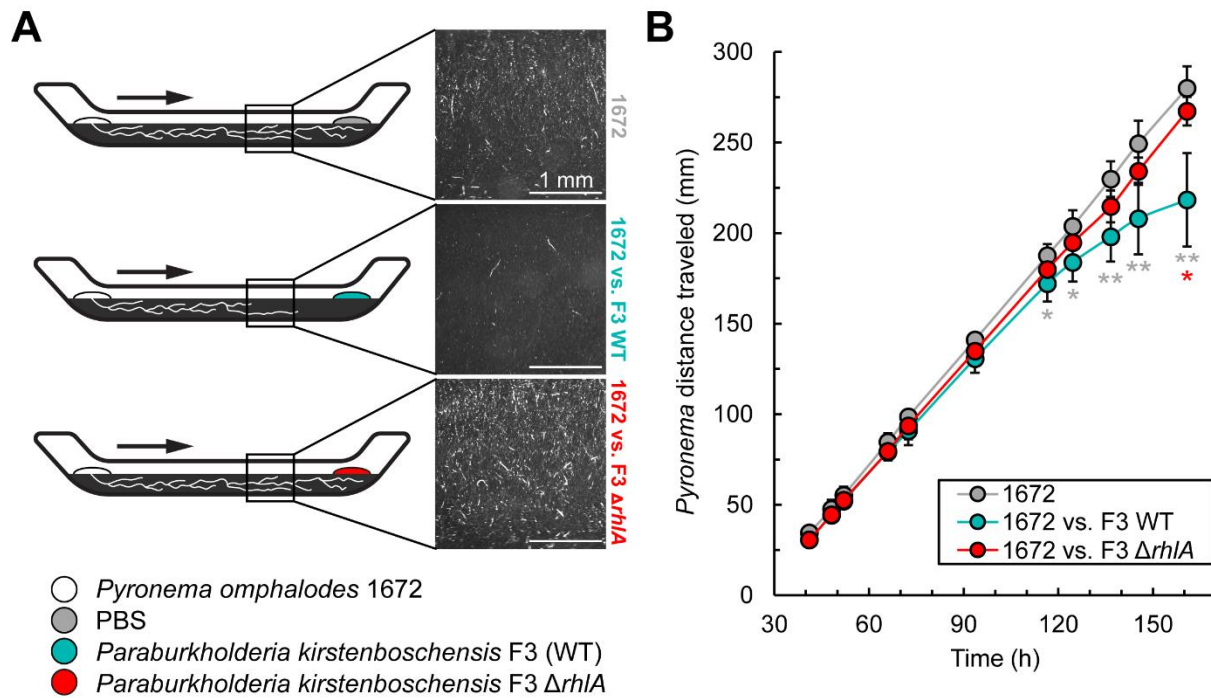 A
1672
1 mm
1672 vs. F3 WT
1672 vs. F3 ΔrhlA
Pyronema omphalodes 1672
PBS
Paraburkholderia kirstenboschensis F3 (WT)
Paraburkholderia kirstenboschensis F3 ΔrhlA
B
Pyronema distance traveled (mm)
300
250
200
150
100
50
0
*
*
**
**
**
*
1672
1672 vs. F3 WT
1672 vs. F3 ΔrhlA
30 60 90 120 150
Time (h)